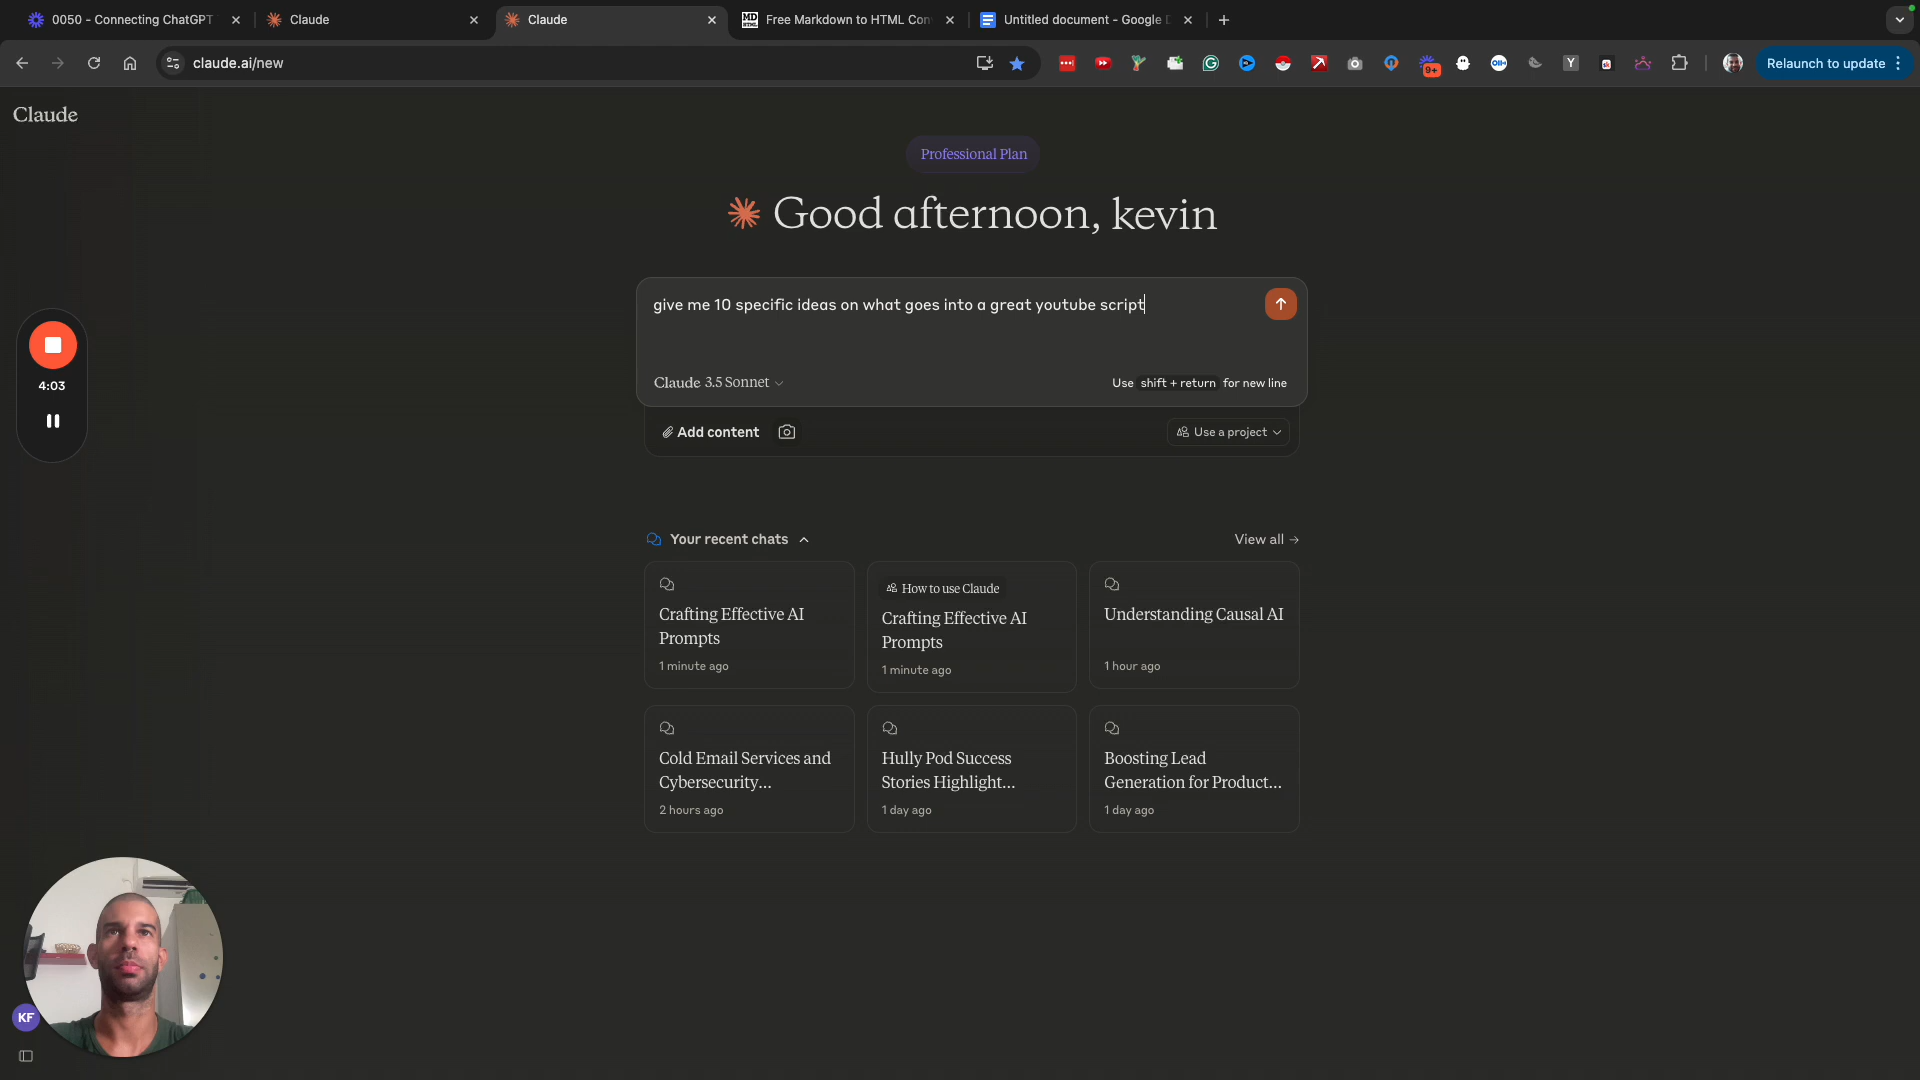 0050 - Connecting ChatGPT
Claude
Claude
Free Markdown to HTML Con
Untitled document - Google D
claude.ai/new
9+
Relaunch to update
Claude
Professional Plan
Good afternoon, kevin
give me 10 specific ideas on what goes into a great youtube script
Claude 3.5 Sonnet
Use shift + return for new line
Add content
Use a project
4:03
Your recent chats
View all
Crafting Effective AI
Prompts
1 minute ago
How to use Claude
Crafting Effective AI
Prompts
1 minute ago
Understanding Causal AI
1 hour ago
Cold Email Services and
Cybersecurity...
2 hours ago
Hully Pod Success
Stories Highlight...
1 day ago
Boosting Lead
Generation for Product...
1 day ago
KF